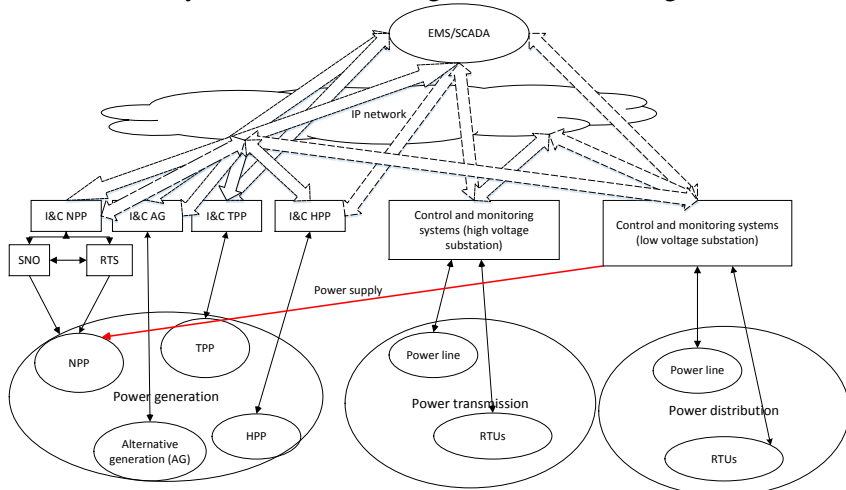 EMS/SCADA
IP network
I&C NPP
I&C AG
I&C TPP
I&C HPP
Control and monitoring
systems (high voltage
substation)
Control and monitoring systems
(low voltage substation)
SNO
RTS
Power supply
NPP
TPP
Power generation
Alternative
generation (AG)
HPP
Power line
Power transmission
RTUs
Power line
Power distribution
RTUs